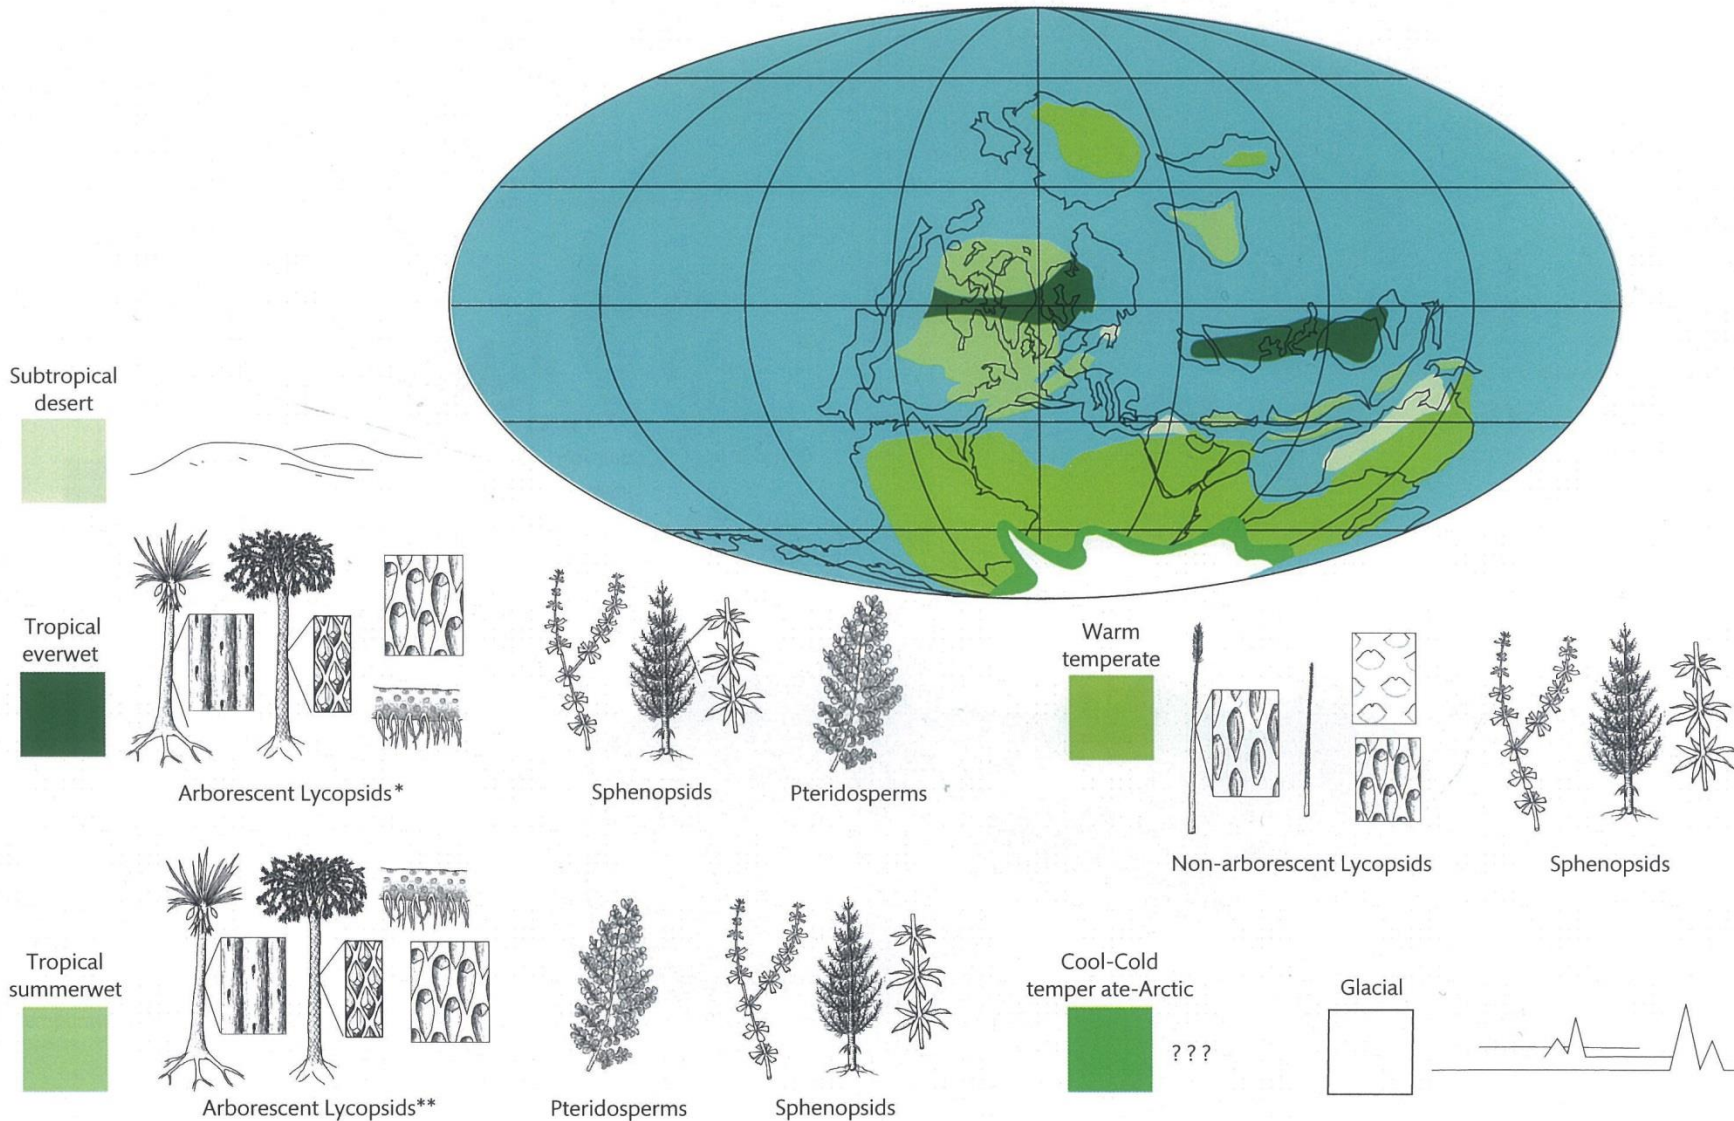 Subtropical
desert
Tropical
everwet
Arborescent Lycopsids*
Sphenopsids
Pteridosperms
Warm
temperate
Non-arborescent Lycopsids
Sphenopsids
Tropical
summerwet
Arborescent Lycopsids**
Pteridosperms
Sphenopsids
Cool-Cold
temper ate-Arctic
? ? ?
Glacial